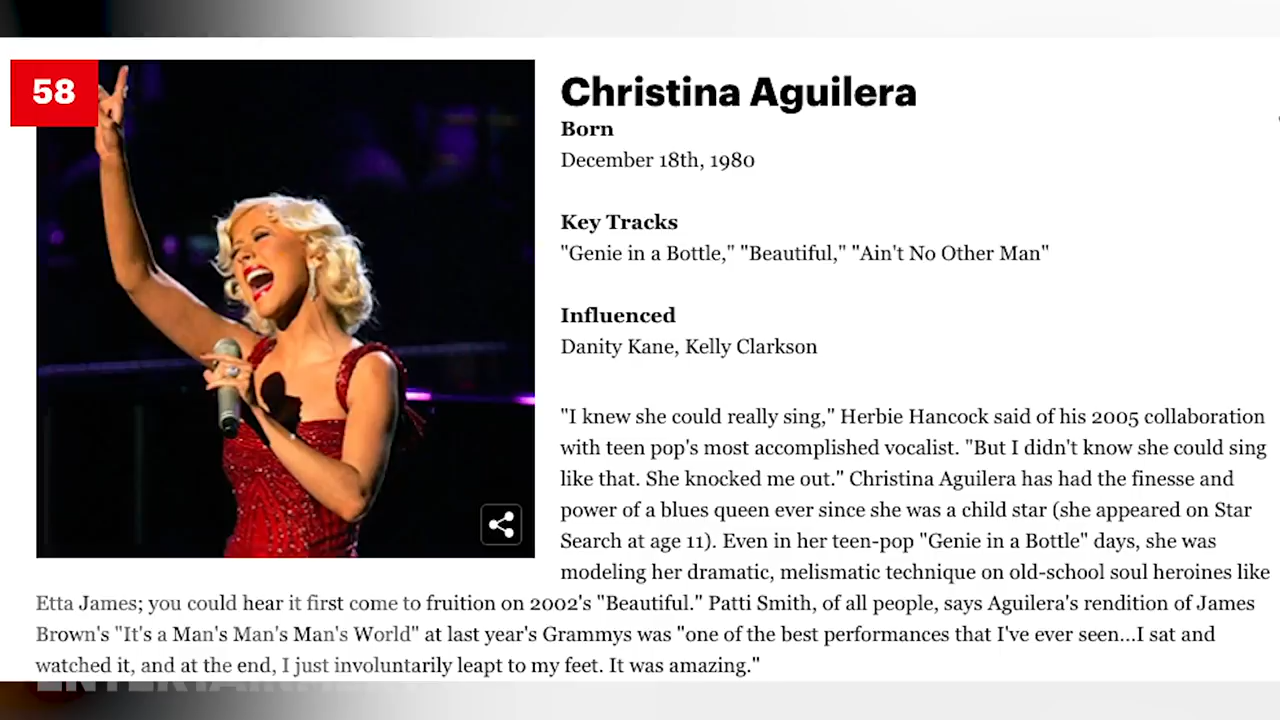 58
Christina Aguilera
Born
December 18th, 1980
Key Tracks
"Genie in a Bottle," "Beautiful," "Ain't No Other Man"
Influenced
Danity Kane, Kelly Clarkson
"I knew she could really sing," Herbie Hancock said of his 2005 collaboration
with teen pop's most accomplished vocalist. "But I didn't know she could sing
like that. She knocked me out." Christina Aguilera has had the finesse and
power of a blues queen ever since she was a child star (she appeared on Star
Search at age 11). Even in her teen-pop "Genie in a Bottle" days, she was
modeling her dramatic, melismatic technique on old-school soul heroines like
Etta James; you could hear it first come to fruition on 2002's "Beautiful." Patti Smith, of all people, says Aguilera's rendition of James
Brown's "It's a Man's Man's Man's World" at last year's Grammys was "one of the best performances that I've ever seen...I sat and
watched it, and at the end, I just involuntarily leapt to my feet. It was amazing."